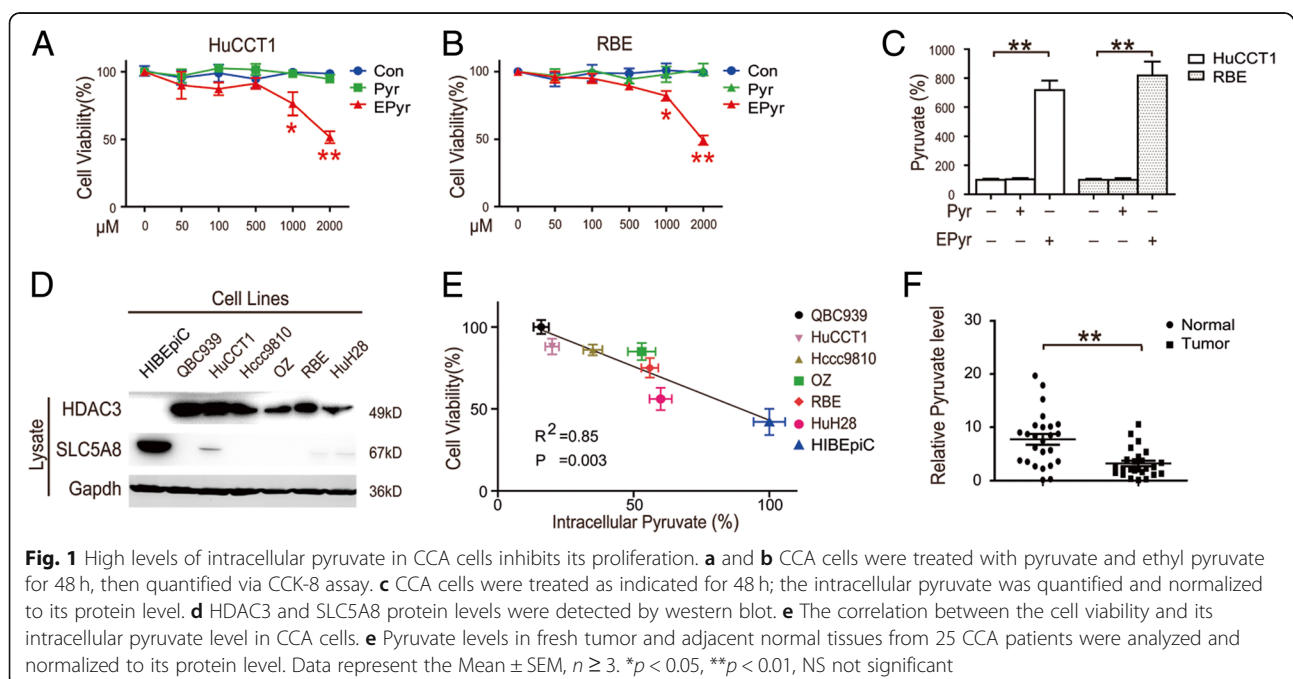 A
HuCCT1
Cell Viability(%)
100
50
0
Con
Pyr
EPyr
*
**
μM
0 50 100 500 1000 2000
B
RBE
Cell Viability(%)
100
50
0
Con
Pyr
EPyr
*
**
μM
0 50 100 500 1000 2000
C
Pyruvate (%)
1000
800
600
400
200
0
** **
HuCCT1
RBE
Pyr − + − − + −
EPyr − − + − − +
D
Cell Lines
HIBEpiC QBC939 HuCCT1 Hccc9810 OZ RBE HuH28
Lysate
HDAC3 49kD
SLC5A8 67kD
Gapdh 36kD
E
Cell Viability(%)
100
50
0
R2 =0.85
P =0.003
0 50 100
Intracellular Pyruvate (%)
QBC939
HuCCT1
Hccc9810
OZ
RBE
HuH28
HIBEpiC
F
Relative Pyruvate level
30
20
10
0
**
Normal
Tumor
Fig. 1 High levels of intracellular pyruvate in CCA cells inhibits its proliferation. a and b CCA cells were treated with pyruvate and ethyl pyruvate
for 48 h, then quantified via CCK-8 assay. c CCA cells were treated as indicated for 48 h; the intracellular pyruvate was quantified and normalized
to its protein level. d HDAC3 and SLC5A8 protein levels were detected by western blot. e The correlation between the cell viability and its
intracellular pyruvate level in CCA cells. e Pyruvate levels in fresh tumor and adjacent normal tissues from 25 CCA patients were analyzed and
normalized to its protein level. Data represent the Mean ± SEM, n ≥ 3. *p < 0.05, **p < 0.01, NS not significant